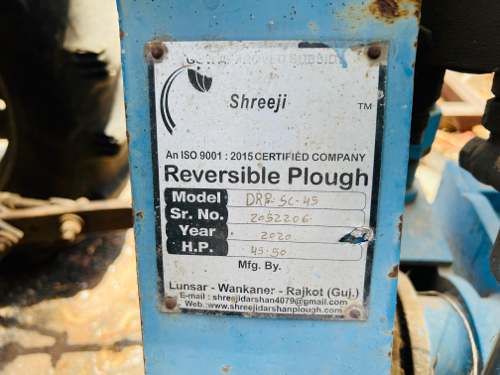 Shreeji
TM
An ISO 9001 : 2015 CERTIFIED COMPANY
Reversible Plough
Model DRP-SC-45
Sr. No. 2052206
Year 2020
H.P. 45-50
Mfg. By.
Lunsar - Wankaner - Rajkot (Guj.)
E-mail : shreejidarshan4079@gmail.com
Web.:www.shreejidarshanplough.com